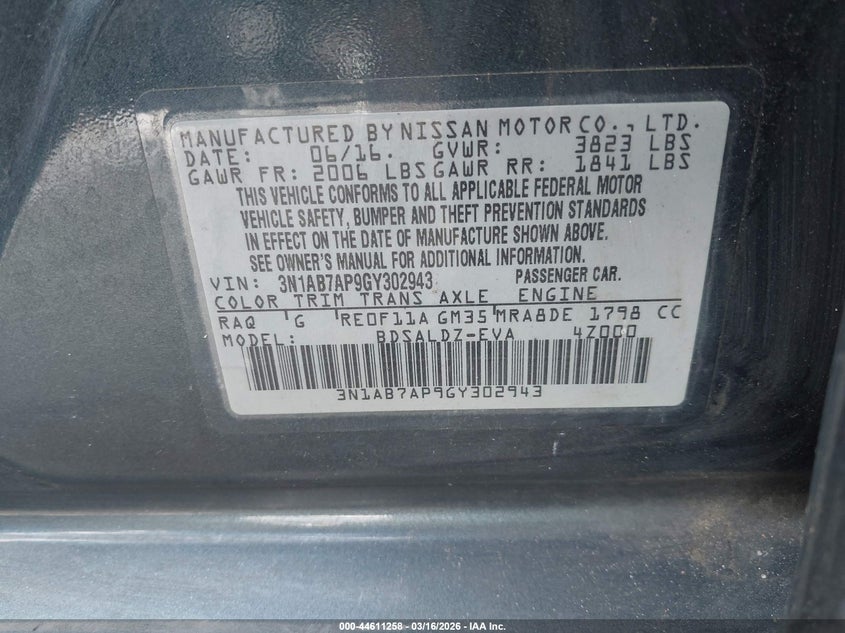 MANUFACTURED BY NISSAN MOTOR CO., LTD.
DATE: 06/16. GVWR: 3823 LBS
GAWR FR: 2006 LBS GAWR RR: 1841 LBS
THIS VEHICLE CONFORMS TO ALL APPLICABLE FEDERAL MOTOR
VEHICLE SAFETY, BUMPER AND THEFT PREVENTION STANDARDS
IN EFFECT ON THE DATE OF MANUFACTURE SHOWN ABOVE.
SEE OWNER'S MANUAL FOR ADDITIONAL INFORMATION.
VIN: 3N1AB7AP9GY302943 PASSENGER CAR.
COLOR TRIM TRANS AXLE ENGINE
RAQ G RE0F11A GM35 MRA8DE 1798 CC
MODEL: BDSALDZ-EVA 4Z000
3N1AB7AP9GY302943
000-44611258 - 03/16/2026 - IAA Inc.